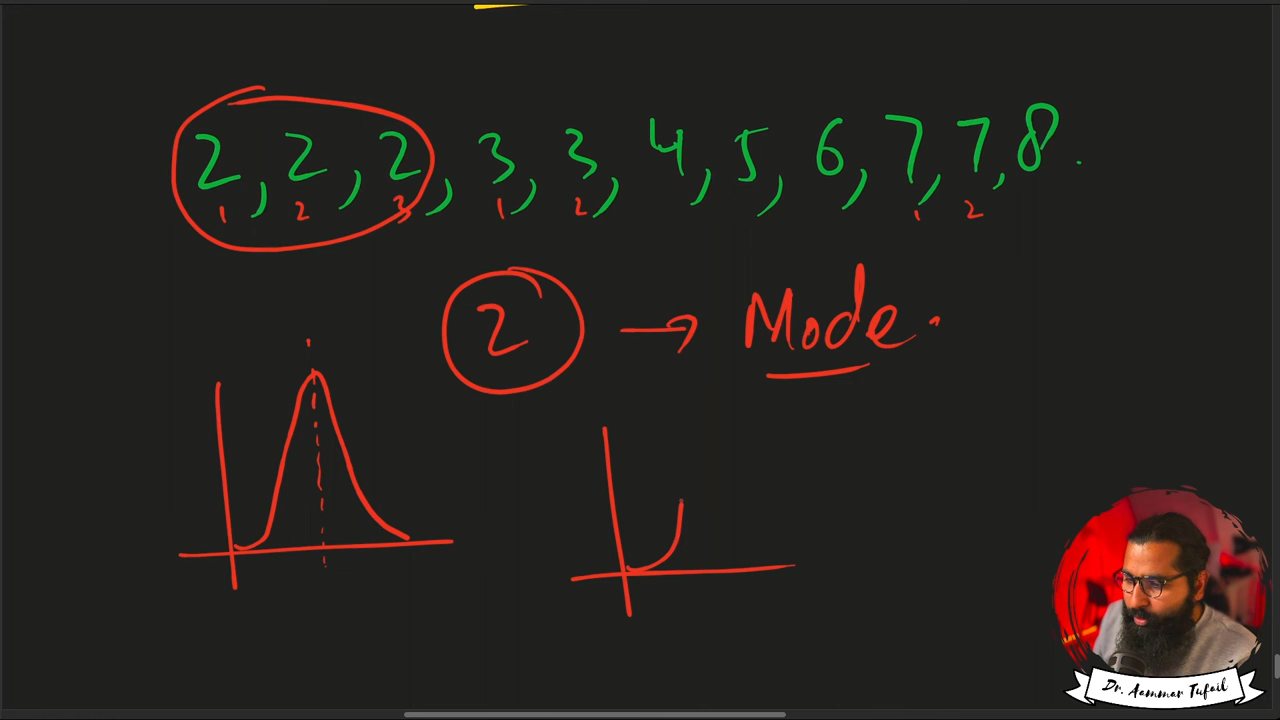 2, 2, 2, 3, 3, 4, 5, 6, 7, 7, 8.
1 2 3 1 2 1 2
2 → Mode.
Dr. Aammar Tufail